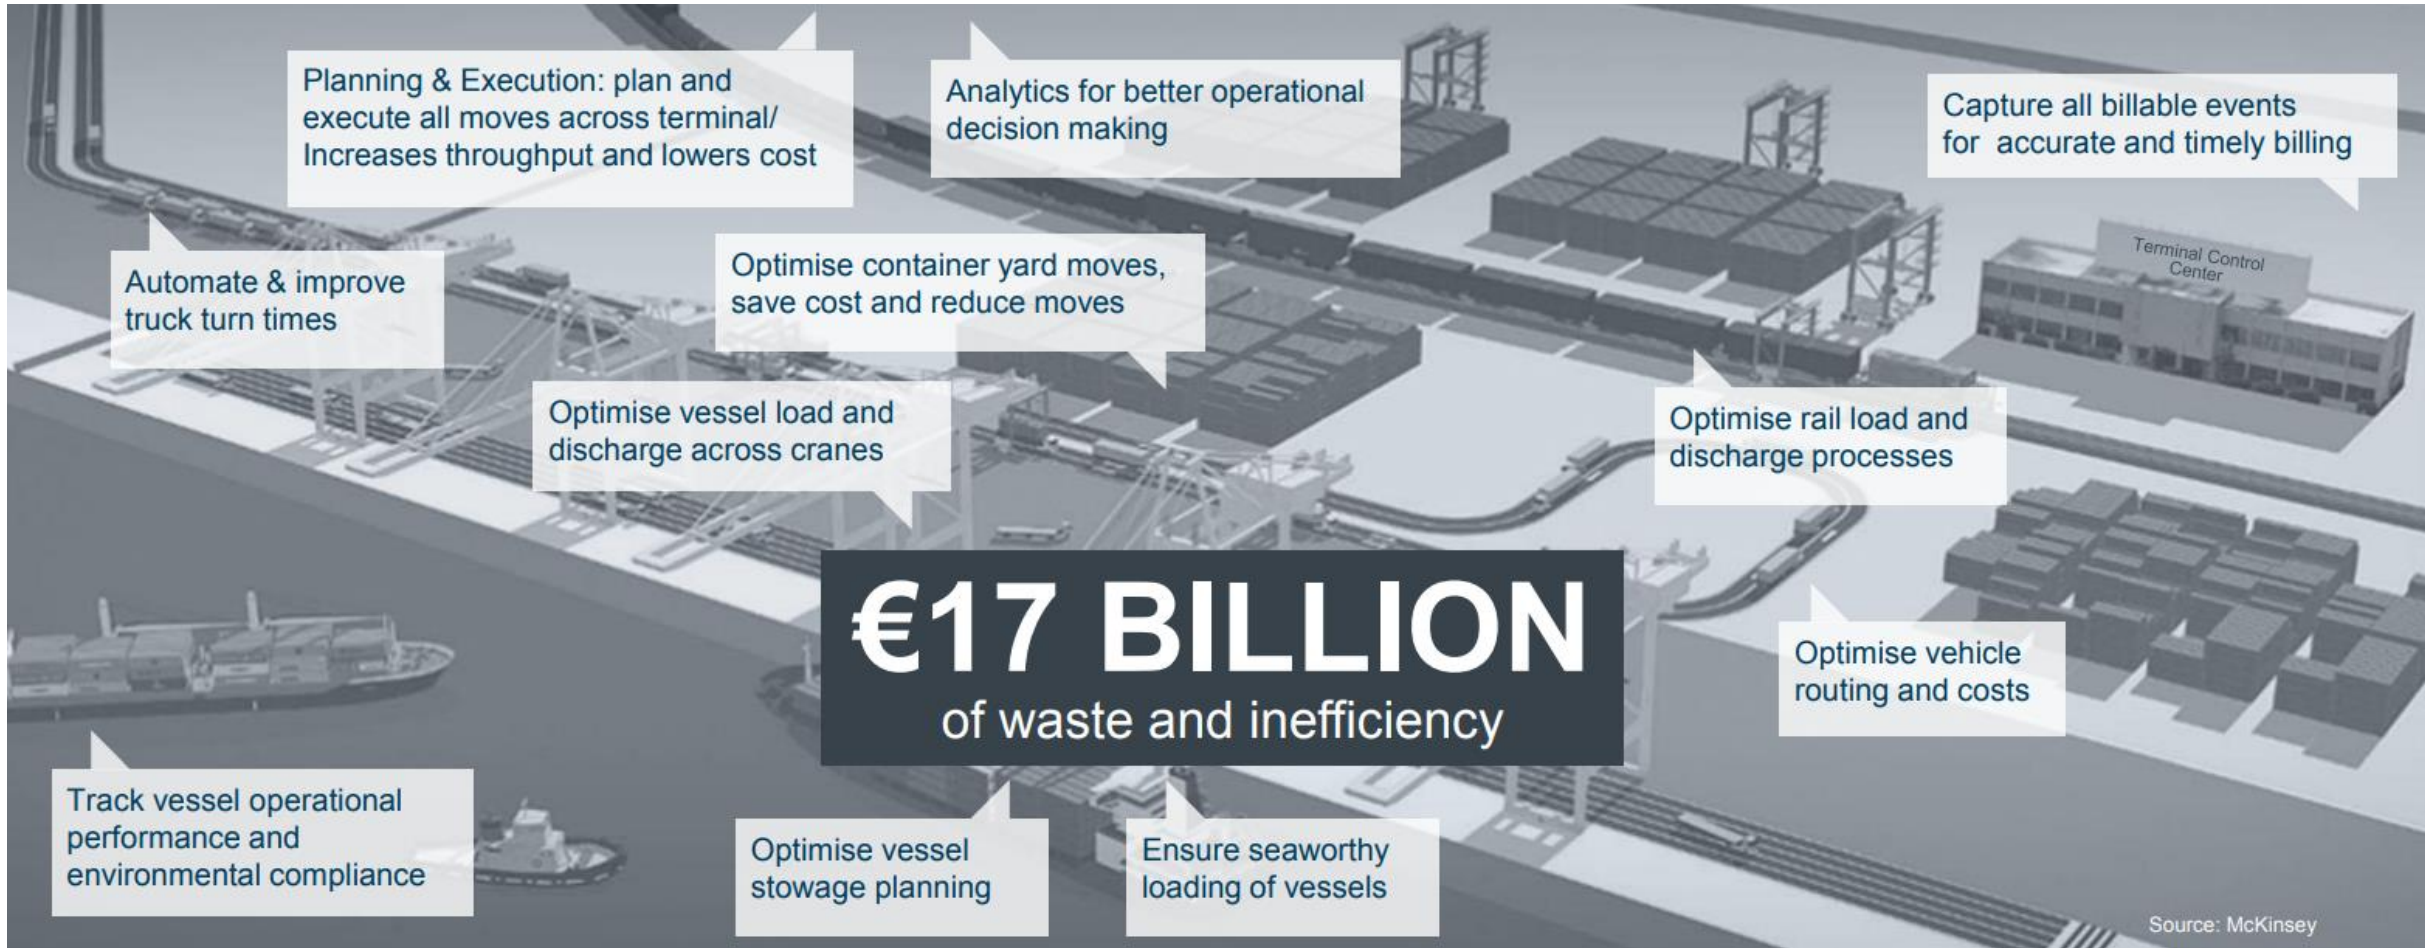 Planning & Execution: plan and
execute all moves across terminal/
Increases throughput and lowers cost
Analytics for better operational
decision making
Capture all billable events
for accurate and timely billing
Terminal Control
Center
Automate & improve
truck turn times
Optimise container yard moves,
save cost and reduce moves
Optimise vessel load and
discharge across cranes
Optimise rail load and
discharge processes
€17 BILLION
of waste and inefficiency
Optimise vehicle
routing and costs
Track vessel operational
performance and
environmental compliance
Optimise vessel
stowage planning
Ensure seaworthy
loading of vessels
Source: McKinsey